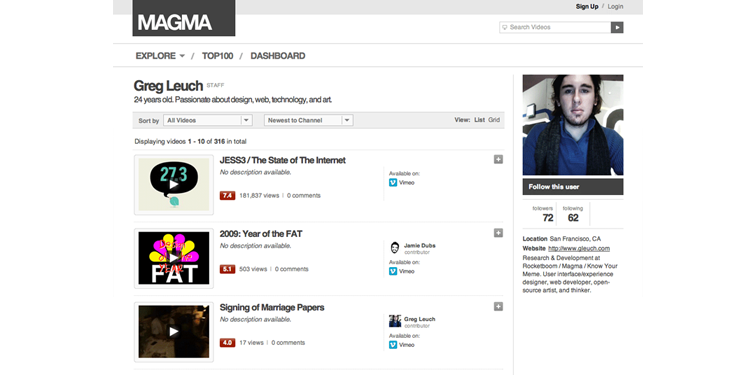 MAGMA
Sign Up / Login
Search Videos
EXPLORE / TOP100 / DASHBOARD
Greg Leuch STAFF
24 years old. Passionate about design, web, technology, and art.
Sort by All Videos Newest to Channel View: List Grid
Displaying videos 1 - 10 of 316 in total
27.3
JESS3 / The State of The Internet
No description available.
7.4 181,837 views | 0 comments
Available on:
Vimeo
2009: Year of the FAT
No description available.
5.1 503 views | 0 comments
FAT
Jamie Dubs
contributor
Available on:
Vimeo
Signing of Marriage Papers
No description available.
4.0 17 views | 0 comments
Greg Leuch
contributor
Available on:
Vimeo
Follow this user
followers following
72 62
Location San Francisco, CA
Website http://www.gleuch.com
Research & Development at
Rocketboom / Magma / Know Your
Meme. User interface/experience
designer, web developer, open-
source artist, and thinker.